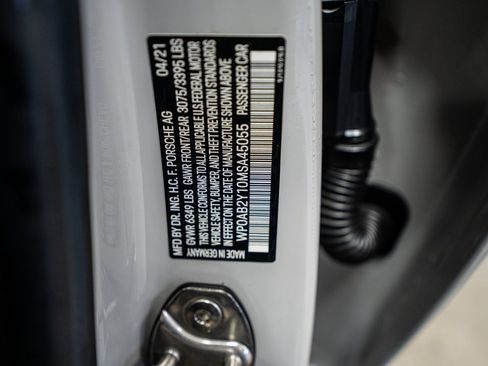 MFD BY DR. ING. H.C. F. PORSCHE AG 04/21
GVWR 6349 LBS GAWR FRONT/REAR 3075/3395 LBS
THIS VEHICLE CONFORMS TO ALL APPLICABLE U.S. FEDERAL MOTOR
VEHICLE SAFETY, BUMPER, AND THEFT PREVENTION STANDARDS
IN EFFECT ON THE DATE OF MANUFACTURE SHOWN ABOVE
WP0AB2Y10MSA45055 PASSENGER CAR
MADE IN GERMANY